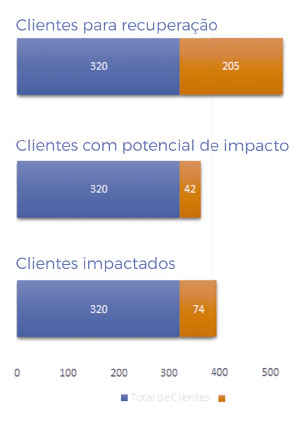 Clientes para recuperação
320 205
Clientes com potencial de impacto
320 42
Clientes impactados
320 74
0 100 200 300 400 500
Total de Clientes